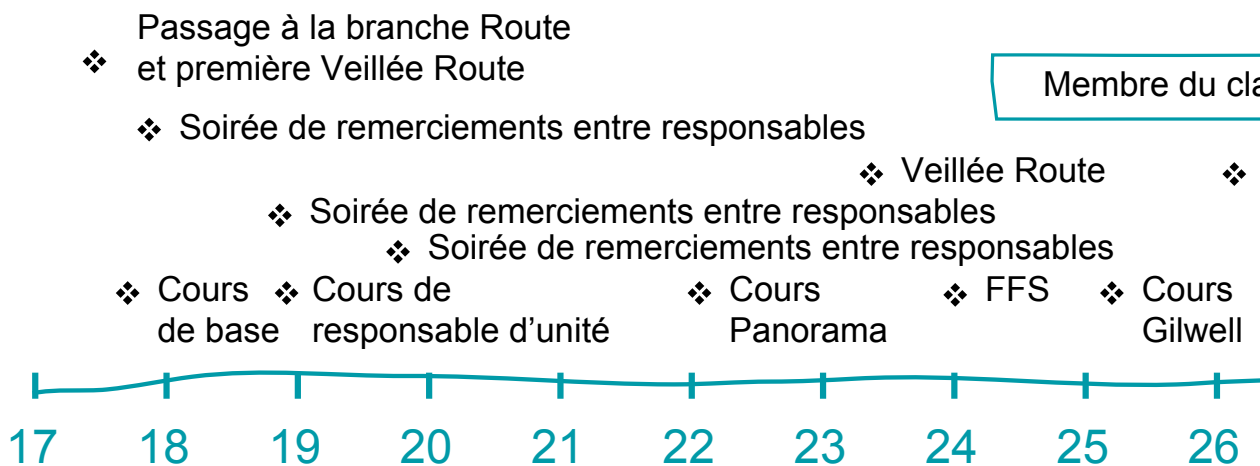 Passage à la branche Route
et première Veillée Route
Membre du cla
Soirée de remerciements entre responsables
Veillée Route
Soirée de remerciements entre responsables
Soirée de remerciements entre responsables
Cours Cours de Cours FFS Cours
de base responsable d’unité Panorama Gilwell
17 18 19 20 21 22 23 24 25 26